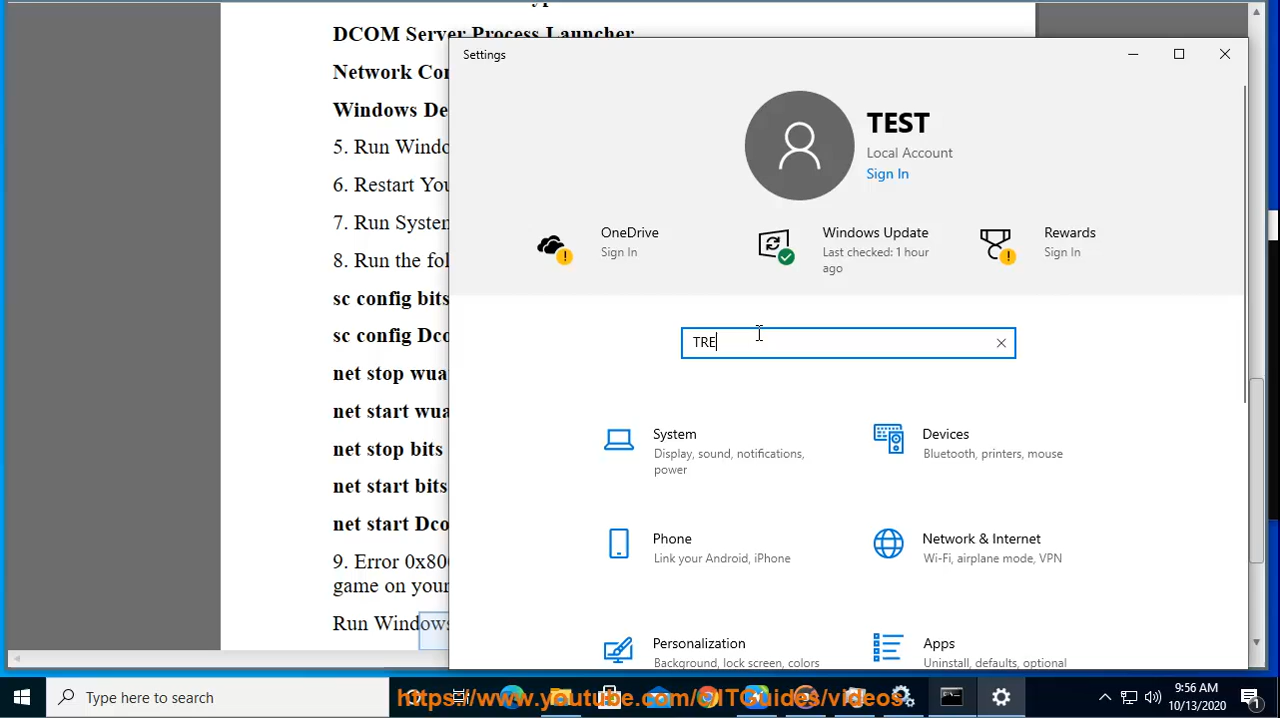 DCOM Server Process Launcher
Network Con
Windows De
5. Run Windo
6. Restart You
7. Run System
8. Run the fol
sc config bits
sc config Dco
net stop wua
net start wua
net stop bits
net start bits
net start Dco
9. Error 0x800
game on your
Run Windows
Settings
TEST
Local Account
Sign In
OneDrive
Sign In
Windows Update
Last checked: 1 hour
ago
Rewards
Sign In
TRE
System
Display, sound, notifications,
power
Devices
Bluetooth, printers, mouse
Phone
Link your Android, iPhone
Network & Internet
Wi-Fi, airplane mode, VPN
Personalization
Background, lock screen, colors
Apps
Uninstall, defaults, optional
Type here to search
https://www.youtube.com/@ITGuides/videos
9:56 AM
10/13/2020
1